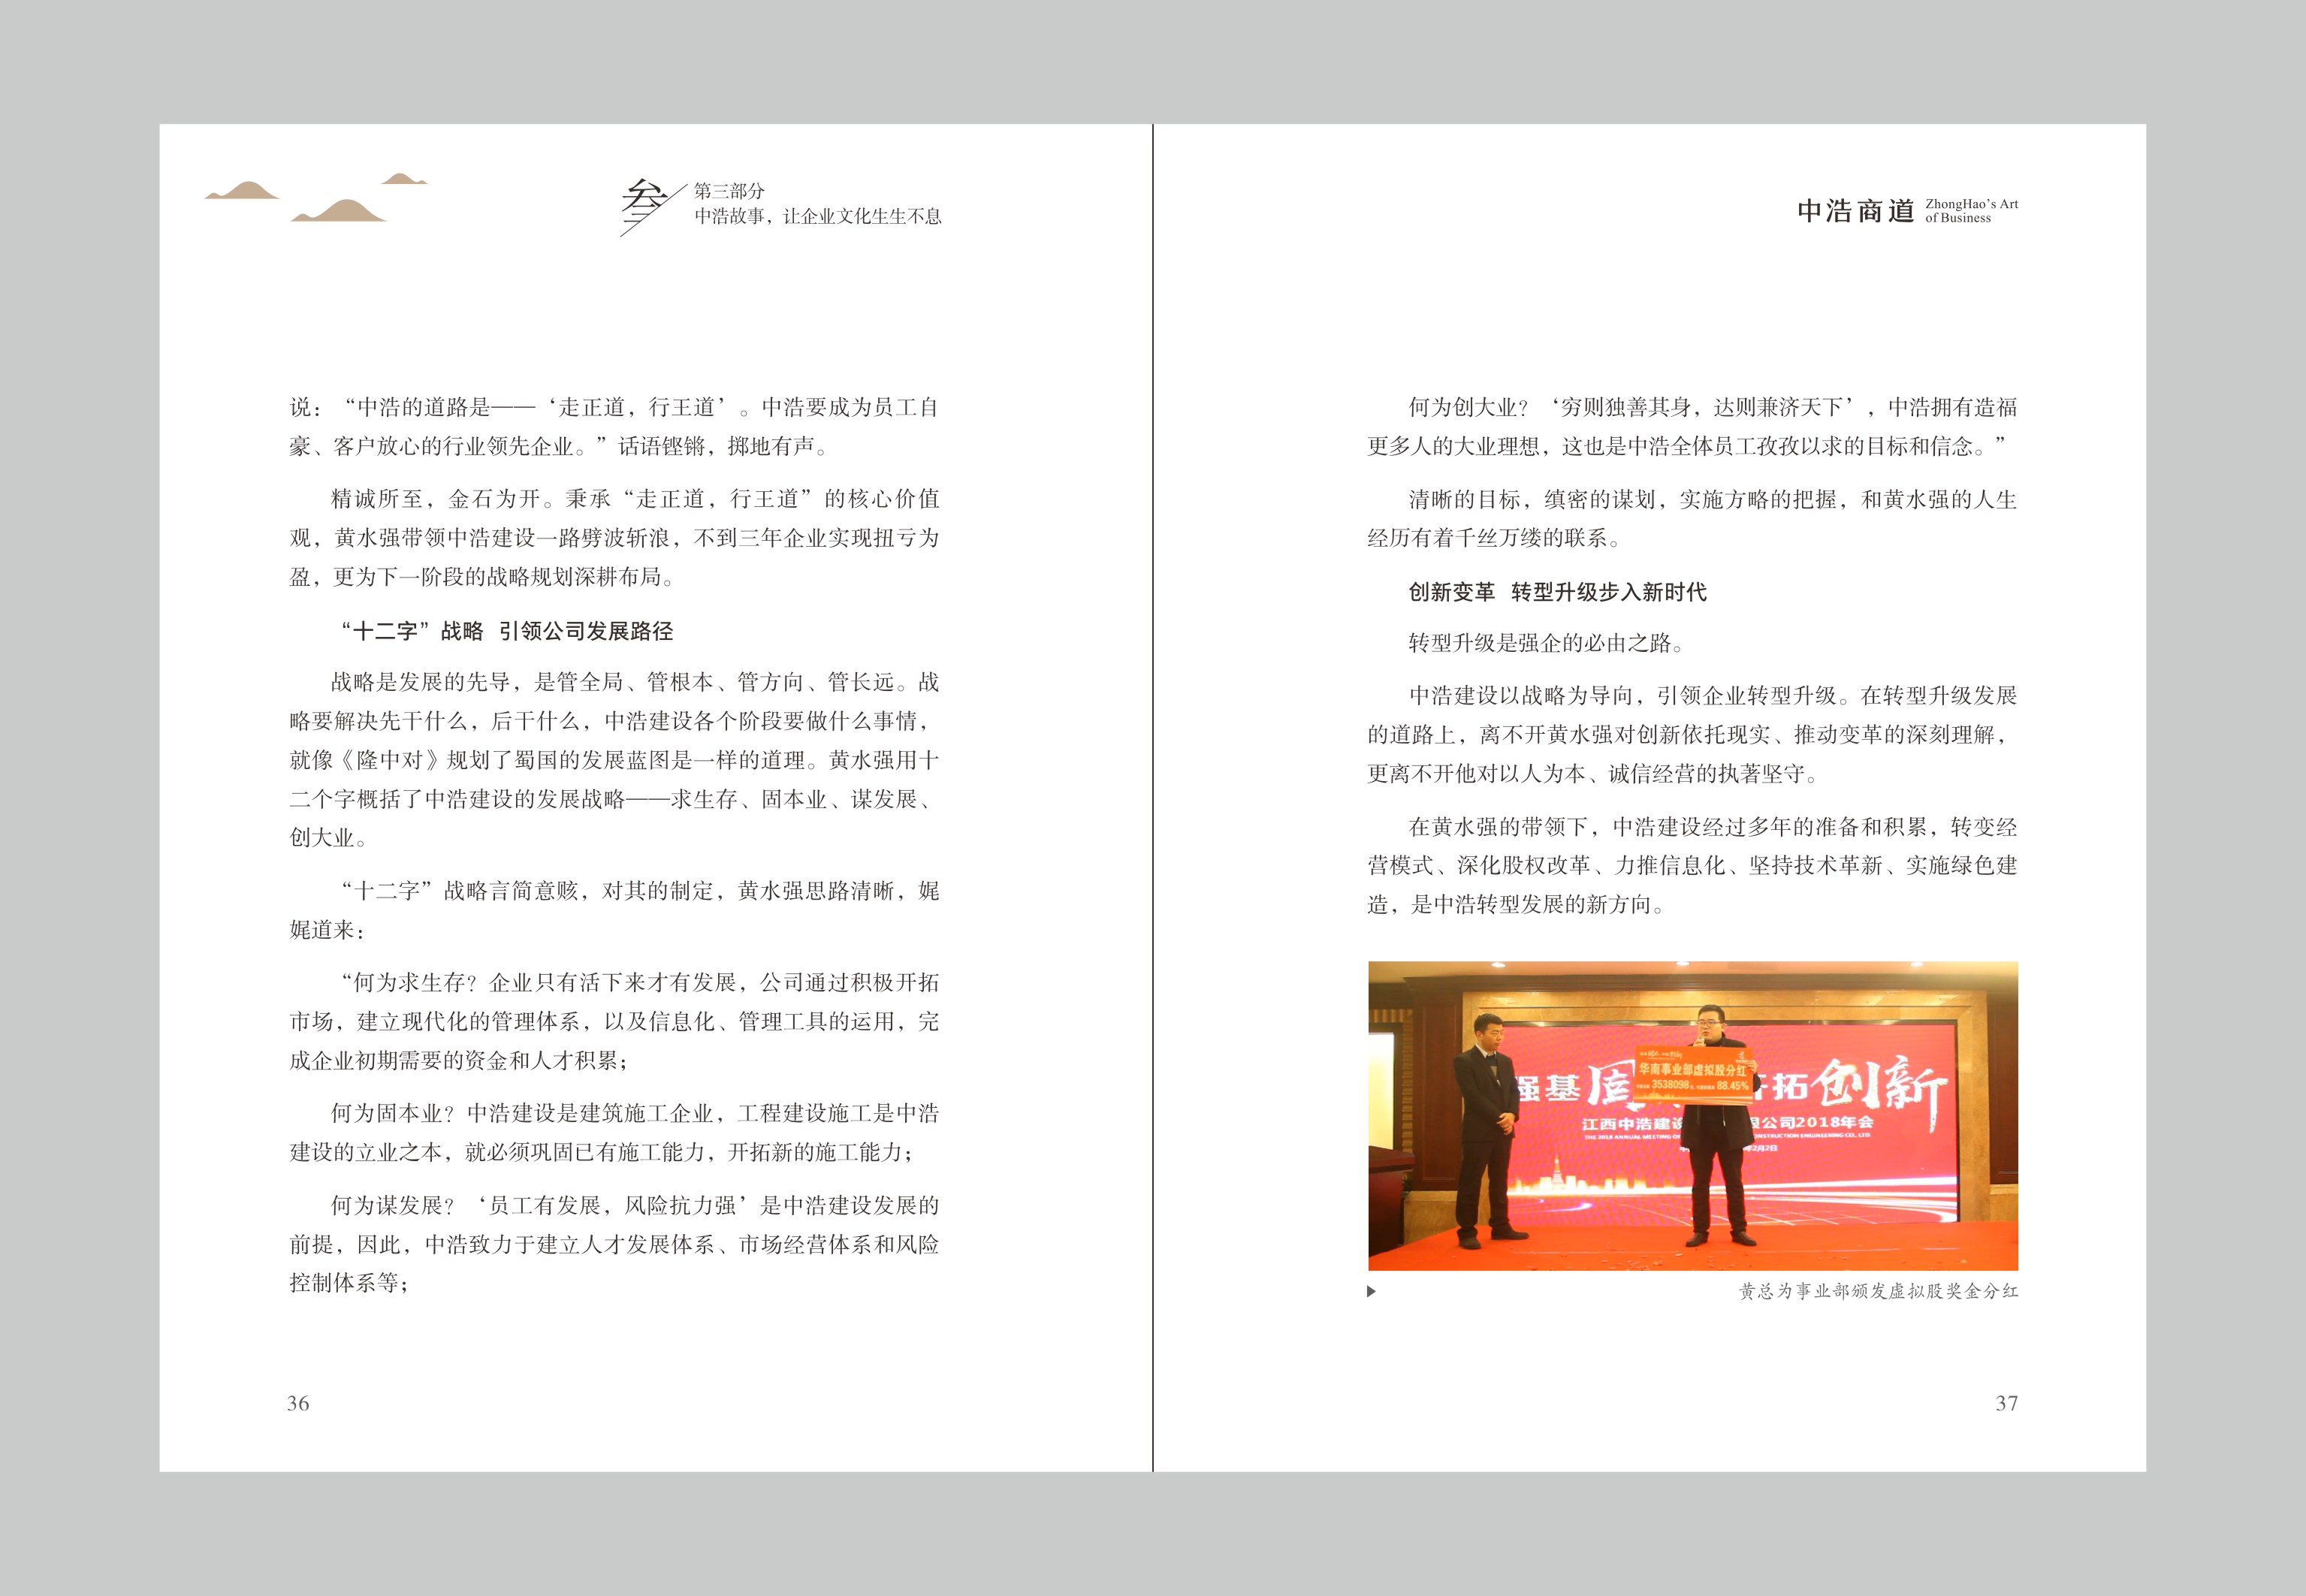 叁
第三部分
中浩故事，让企业文化生生不息
说：“中浩的道路是——‘走正道，行王道’。中浩要成为员工自
豪、客户放心的行业领先企业。”话语铿锵，掷地有声。
精诚所至，金石为开。秉承“走正道，行王道”的核心价值
观，黄水强带领中浩建设一路劈波斩浪，不到三年企业实现扭亏为
盈，更为下一阶段的战略规划深耕布局。
“十二字”战略 引领公司发展路径
战略是发展的先导，是管全局、管根本、管方向、管长远。战
略要解决先干什么，后干什么，中浩建设各个阶段要做什么事情，
就像《隆中对》规划了蜀国的发展蓝图是一样的道理。黄水强用十
二个字概括了中浩建设的发展战略——求生存、固本业、谋发展、
创大业。
“十二字”战略言简意赅，对其的制定，黄水强思路清晰，娓
娓道来：
“何为求生存？企业只有活下来才有发展，公司通过积极开拓
市场，建立现代化的管理体系，以及信息化、管理工具的运用，完
成企业初期需要的资金和人才积累；
何为固本业？中浩建设是建筑施工企业，工程建设施工是中浩
建设的立业之本，就必须巩固已有施工能力，开拓新的施工能力；
何为谋发展？‘员工有发展，风险抗力强’是中浩建设发展的
前提，因此，中浩致力于建立人才发展体系、市场经营体系和风险
控制体系等；
36
中浩商道
ZhongHao's Art
of Business
何为创大业？‘穷则独善其身，达则兼济天下’，中浩拥有造福
更多人的大业理想，这也是中浩全体员工孜孜以求的目标和信念。”
清晰的目标，缜密的谋划，实施方略的把握，和黄水强的人生
经历有着千丝万缕的联系。
创新变革 转型升级步入新时代
转型升级是强企的必由之路。
中浩建设以战略为导向，引领企业转型升级。在转型升级发展
的道路上，离不开黄水强对创新依托现实、推动变革的深刻理解，
更离不开他对以人为本、诚信经营的执著坚守。
在黄水强的带领下，中浩建设经过多年的准备和积累，转变经
营模式、深化股权改革、力推信息化、坚持技术革新、实施绿色建
造，是中浩转型发展的新方向。
华南事业部虚拟股分红
3538098 88.45%
强基 固 开拓 创新
江西中浩建设 限公司2018年会
THE 2018 ANNUAL MEETING OF CONSTRUCTION ENGINEERING CO., LTD.
年2月2日
黄总为事业部颁发虚拟股奖金分红
37